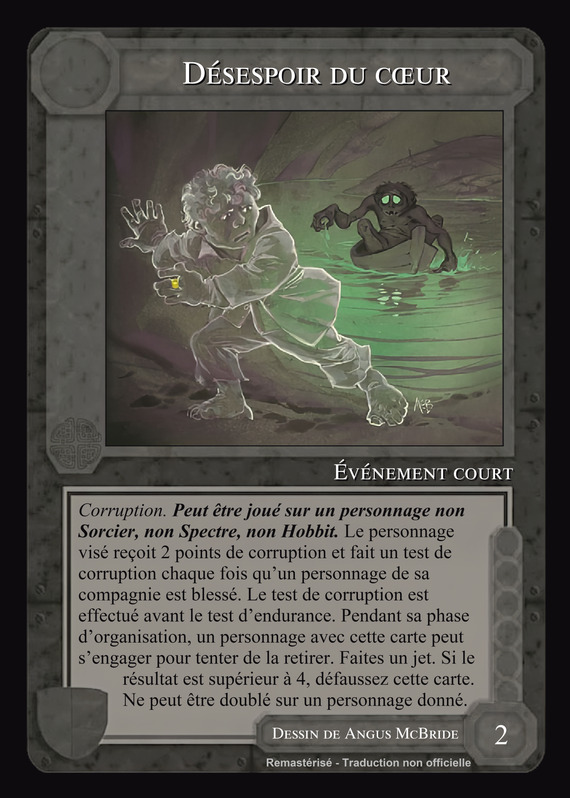 Désespoir du cœur
AMcB
Événement court
Corruption. Peut être joué sur un personnage non
Sorcier, non Spectre, non Hobbit. Le personnage
visé reçoit 2 points de corruption et fait un test de
corruption chaque fois qu'un personnage de sa
compagnie est blessé. Le test de corruption est
effectué avant le test d'endurance. Pendant sa phase
d'organisation, un personnage avec cette carte peut
s'engager pour tenter de la retirer. Faites un jet. Si le
résultat est supérieur à 4, défaussez cette carte.
Ne peut être doublé sur un personnage donné.
Dessin de Angus McBride
2
Remastérisé - Traduction non officielle